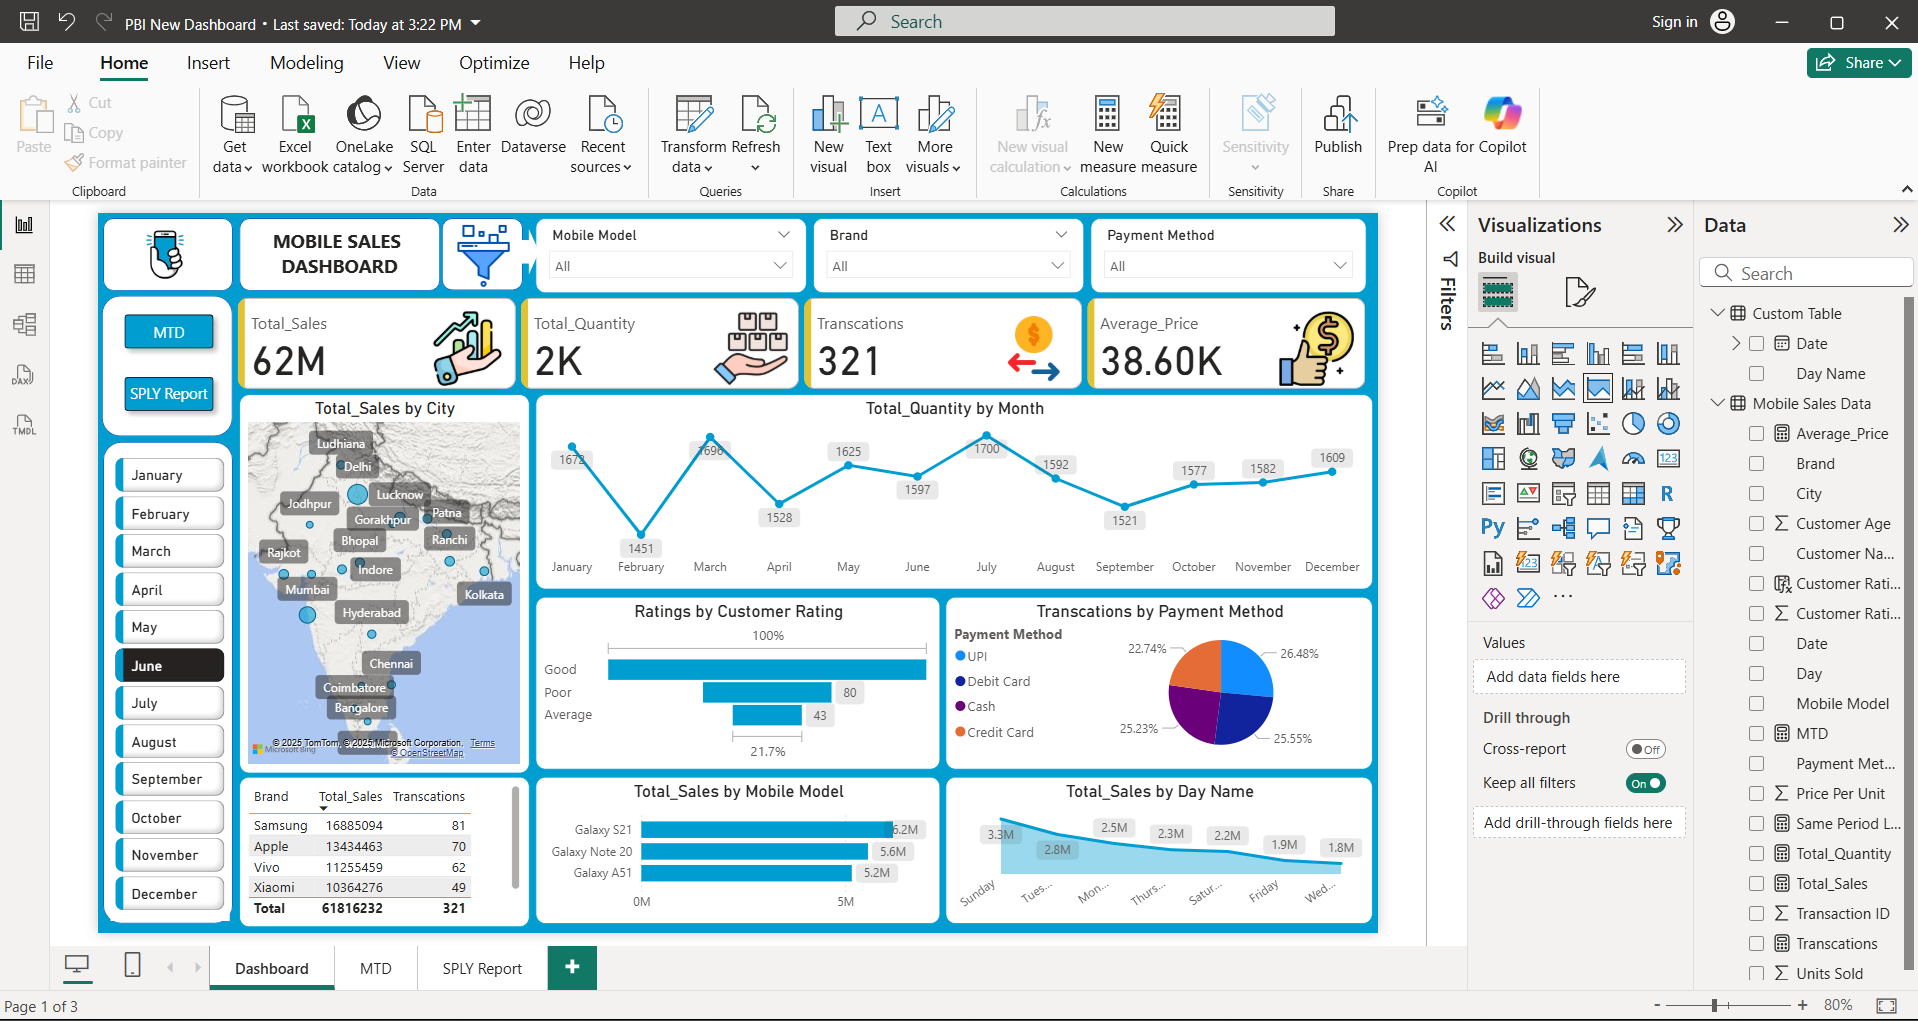 PBI New Dashboard • Last saved: Today at 3:22 PM
Search
Sign in
File
Home
Insert
Modeling
View
Optimize
Help
Share
Paste
Cut
Copy
Format painter
Clipboard
Get data
Excel workbook
OneLake catalog
SQL Server
Enter data
Dataverse
Recent sources
Data
Transform data
Refresh
Queries
New visual
Text box
More visuals
Insert
New visual calculation
New measure
Quick measure
Calculations
Sensitivity
Sensitivity
Publish
Share
Prep data for AI
Copilot
Copilot
DAX
TMDL
MOBILE SALES
DASHBOARD
Mobile Model
All
Brand
All
Payment Method
All
MTD
SPLY Report
Total_Sales
62M
Total_Quantity
2K
Transcations
321
Average_Price
38.60K
January
February
March
April
May
June
July
August
September
October
November
December
Total_Sales by City
Ludhiana
Delhi
Lucknow
Jodhpur
Patna
Gorakhpur
Bhopal
Ranchi
Rajkot
Indore
Mumbai
Kolkata
Hyderabad
Chennai
Coimbatore
Bangalore
© 2025 TomTom, © 2025 Microsoft Corporation, Terms
© OpenStreetMap
Microsoft Bing
Total_Quantity by Month
1672
1451
1696
1528
1625
1597
1700
1592
1521
1577
1582
1609
January February March April May June July August September October November December
Ratings by Customer Rating
100%
Good
Poor
80
Average
43
21.7%
Transcations by Payment Method
Payment Method
UPI
Debit Card
Cash
Credit Card
22.74%
26.48%
25.23%
25.55%
Brand Total_Sales Transcations
Samsung 16885094 81
Apple 13434463 70
Vivo 11255459 62
Xiaomi 10364276 49
Total 61816232 321
Total_Sales by Mobile Model
Galaxy S21 6.2M
Galaxy Note 20 5.6M
Galaxy A51 5.2M
0M 5M
Total_Sales by Day Name
3.3M
2.8M
2.5M
2.3M
2.2M
1.9M
1.8M
Sunday Tues... Mon... Thurs... Satur... Friday Wed...
Filters
Visualizations
Build visual
123
R
Py
123
Values
Add data fields here
Drill through
Cross-report
Off
Keep all filters
On
Add drill-through fields here
Data
Search
Custom Table
Date
Day Name
Mobile Sales Data
Average_Price
Brand
City
Customer Age
Customer Na...
Customer Rati...
Customer Rati...
Date
Day
Mobile Model
MTD
Payment Met...
Price Per Unit
Same Period L...
Total_Quantity
Total_Sales
Transaction ID
Transcations
Units Sold
Dashboard
MTD
SPLY Report
Page 1 of 3
80%